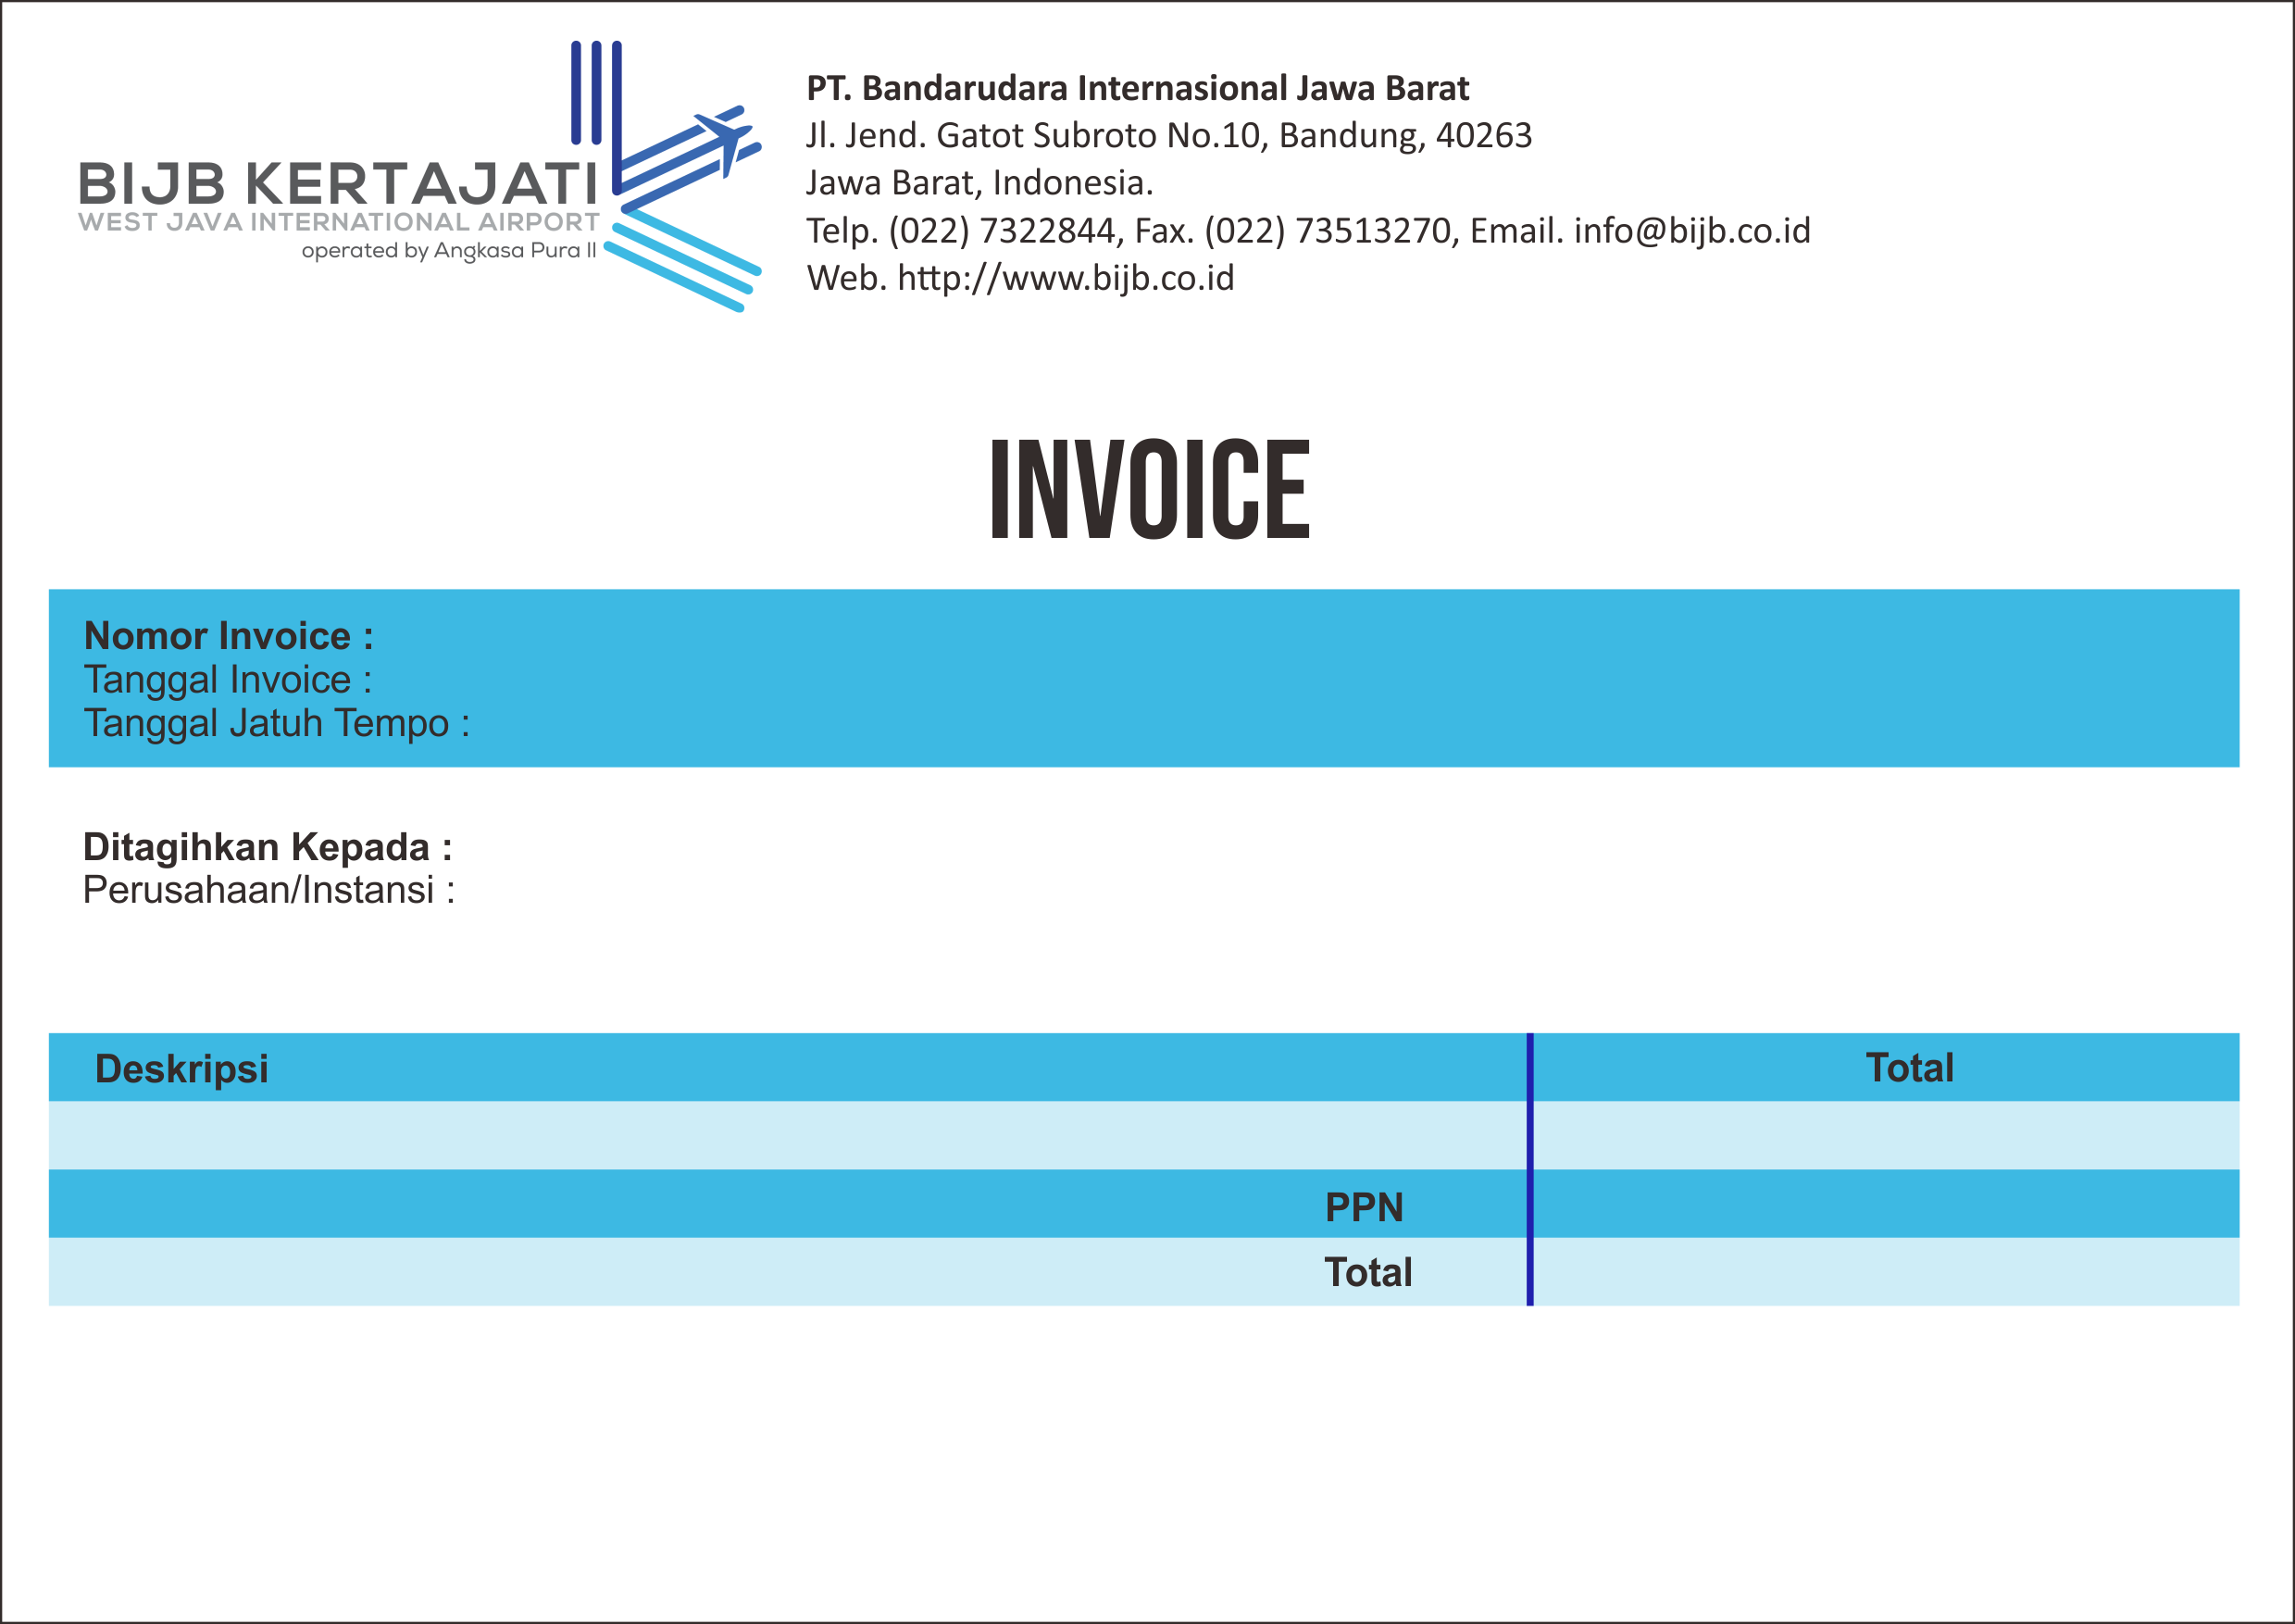 BIJB KERTAJATI
WEST JAVA INTERNATIONAL AIRPORT
operated by Angkasa Pura II
PT. Bandarudara Internasional Jawa Barat
Jl. Jend. Gatot Subroto No.10, Bandung, 40263
Jawa Barat, Indonesia.
Telp. (022) 7322844, Fax. (022) 73513270, Email. info@bijb.co.id
Web. http://www.bijb.co.id
INVOICE
Nomor Invoice :
Tanggal Invoice :
Tanggal Jatuh Tempo :
Ditagihkan Kepada :
Perusahaan/Instansi :
Deskripsi Total
PPN
Total